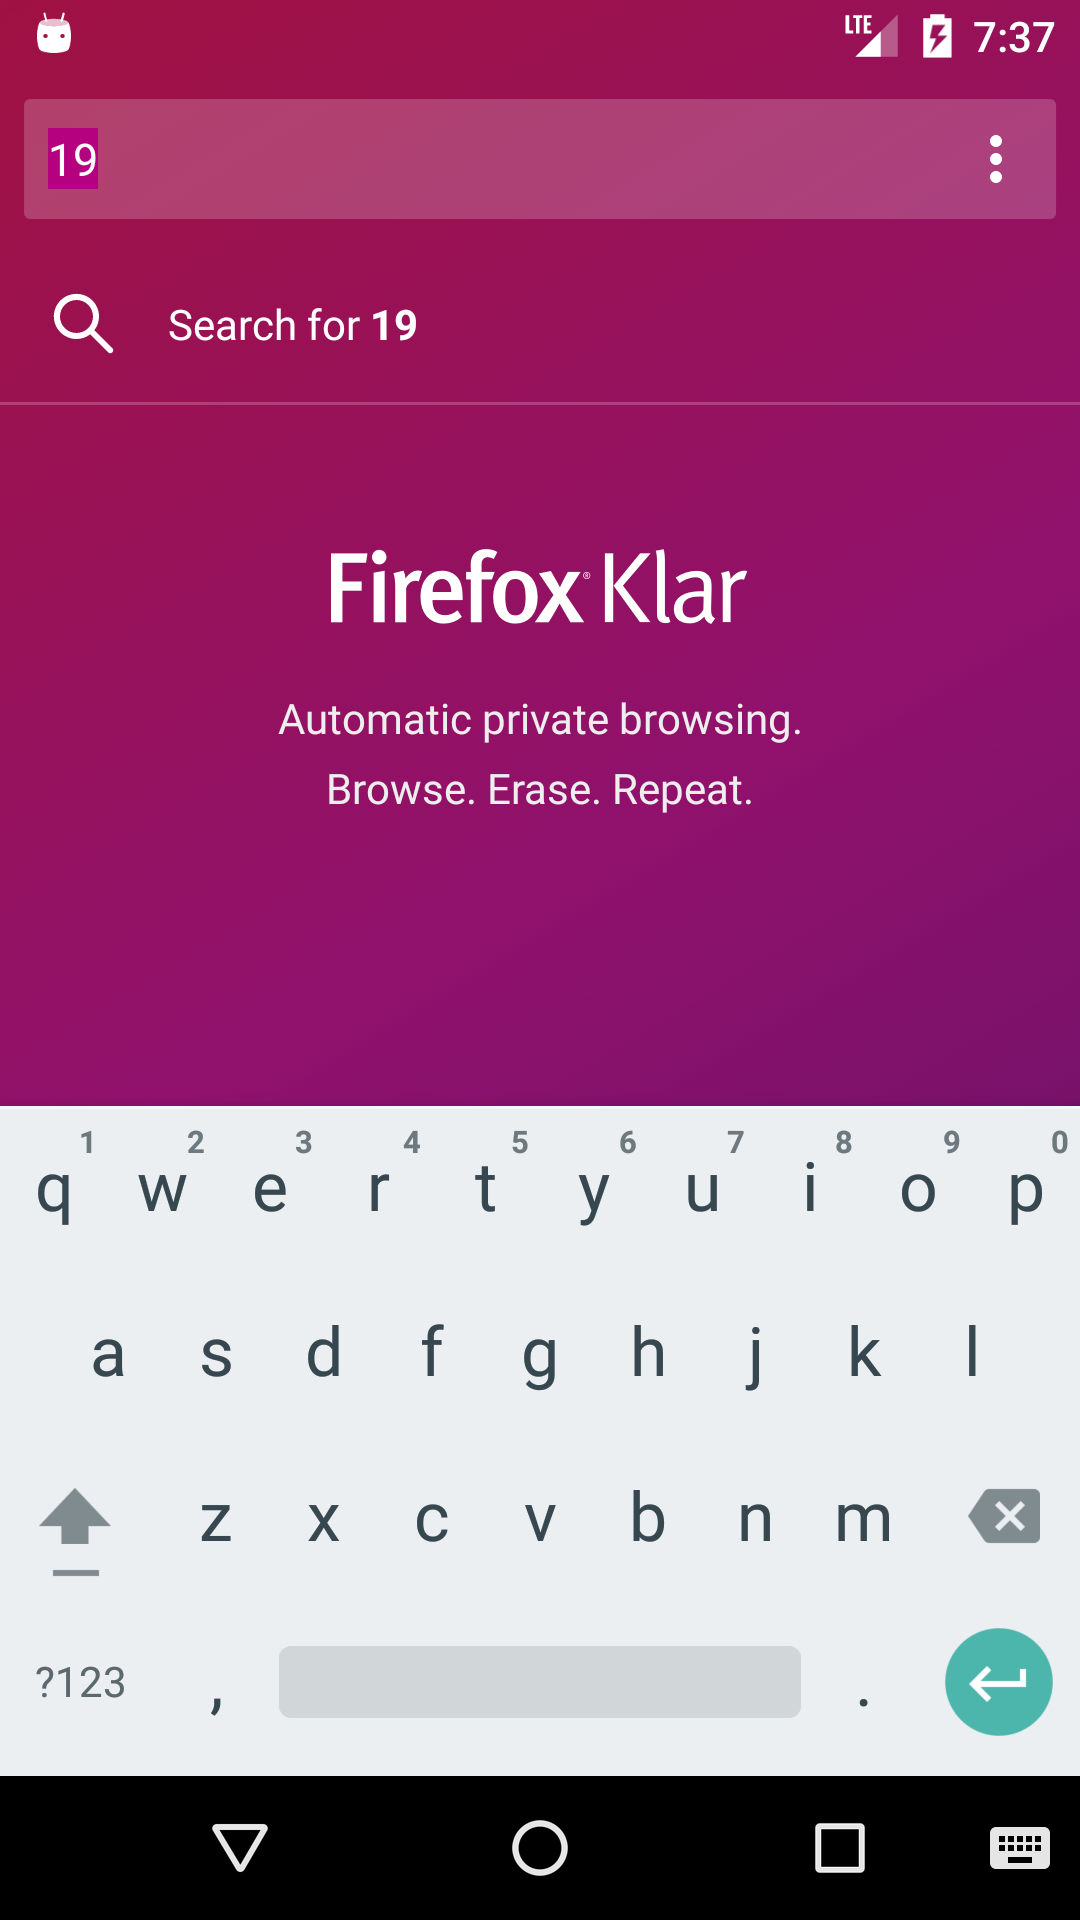 LTE 7:37
19
Search for 19
Firefox® Klar
Automatic private browsing.
Browse. Erase. Repeat.
1 2 3 4 5 6 7 8 9 0
q w e r t y u i o p
a s d f g h j k l
z x c v b n m
?123 , .